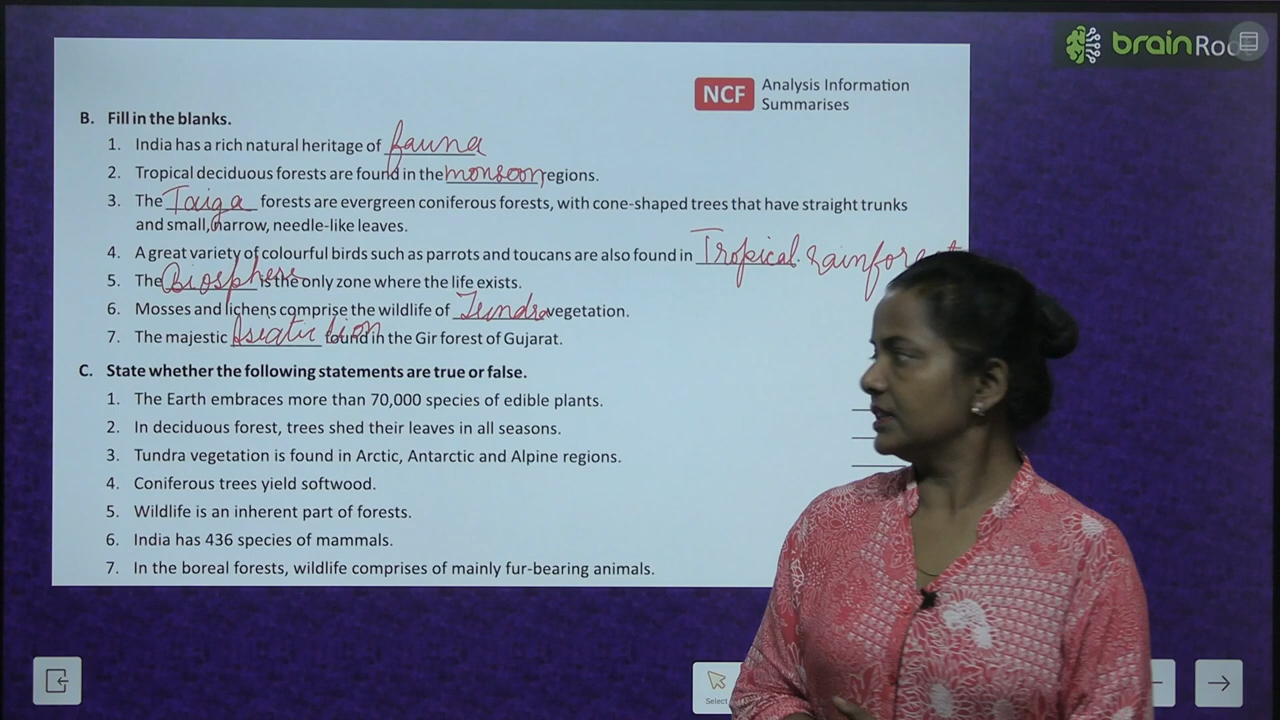 brainRo
NCF Analysis Information
Summarises
B. Fill in the blanks.
1. India has a rich natural heritage of fauna
2. Tropical deciduous forests are found in the monsoon regions.
3. The Taiga forests are evergreen coniferous forests, with cone-shaped trees that have straight trunks
and small, narrow, needle-like leaves.
4. A great variety of colourful birds such as parrots and toucans are also found in Tropical. rainforest
5. The Biosphere is the only zone where the life exists.
6. Mosses and lichens comprise the wildlife of Tundra vegetation.
7. The majestic Asiatic lion found in the Gir forest of Gujarat.
C. State whether the following statements are true or false.
1. The Earth embraces more than 70,000 species of edible plants.
2. In deciduous forest, trees shed their leaves in all seasons.
3. Tundra vegetation is found in Arctic, Antarctic and Alpine regions.
4. Coniferous trees yield softwood.
5. Wildlife is an inherent part of forests.
6. India has 436 species of mammals.
7. In the boreal forests, wildlife comprises of mainly fur-bearing animals.
Select